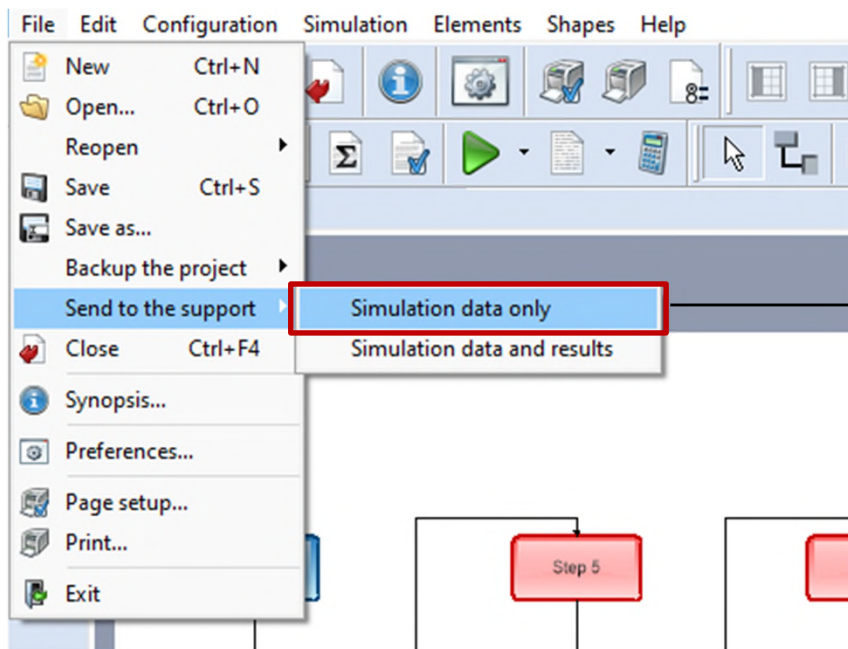 File Edit Configuration Simulation Elements Shapes Help
New Ctrl+N
Open... Ctrl+O
Reopen
Save Ctrl+S
Save as...
Backup the project
Send to the support
Simulation data only
Close Ctrl+F4
Simulation data and results
Synopsis...
Preferences...
Page setup...
Print...
Exit
Step 5